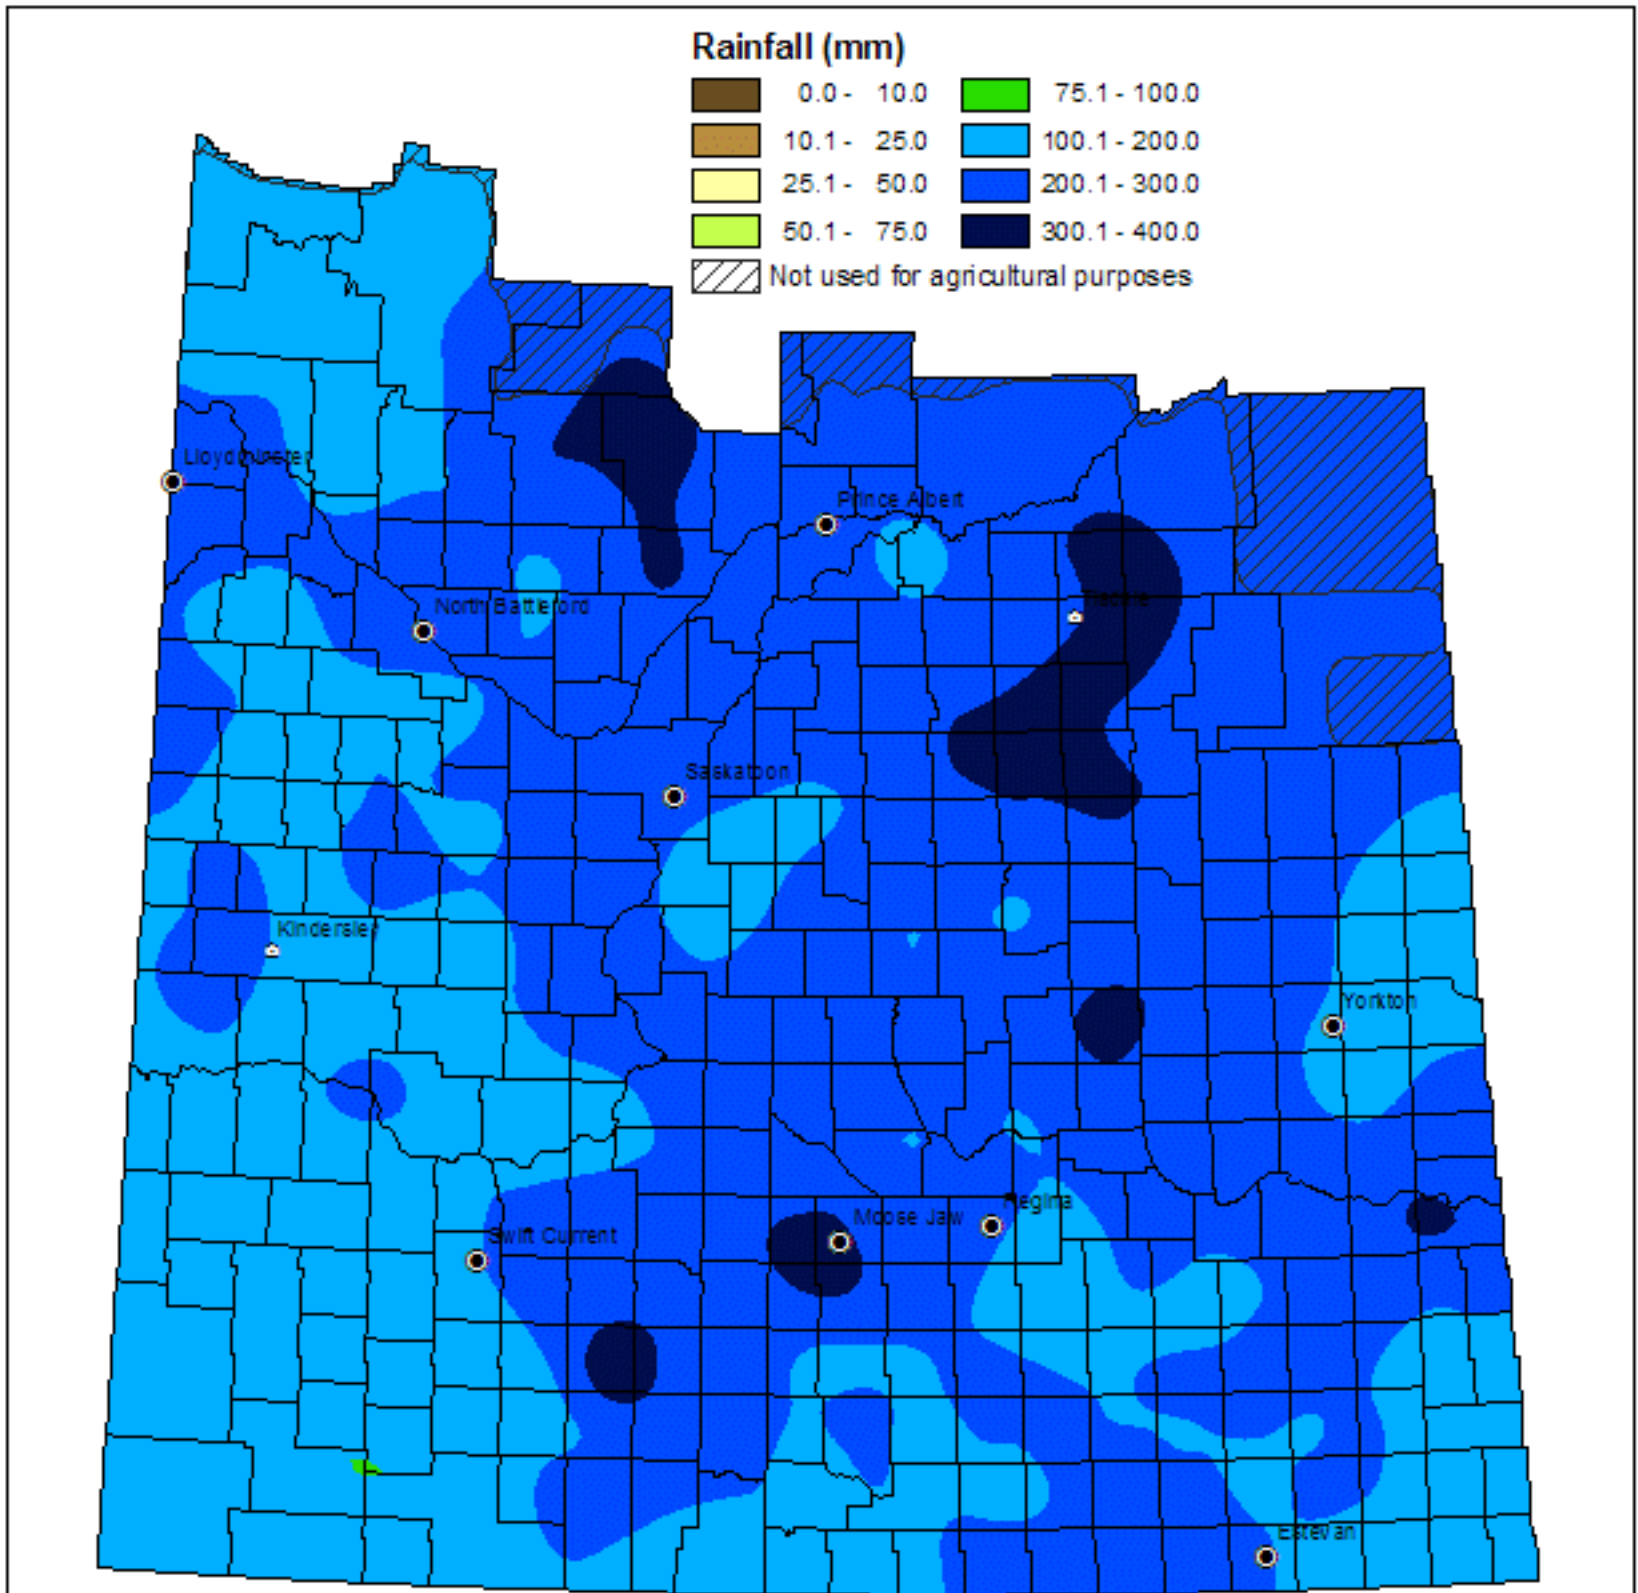 Rainfall (mm)
0.0 - 10.0
75.1 - 100.0
10.1 - 25.0
100.1 - 200.0
25.1 - 50.0
200.1 - 300.0
50.1 - 75.0
300.1 - 400.0
Not used for agricultural purposes
Lloydminster
Prince Albert
Tisdale
North Battleford
Saskatoon
Kindersley
Yorkton
Regina
Moose Jaw
Swift Current
Estevan